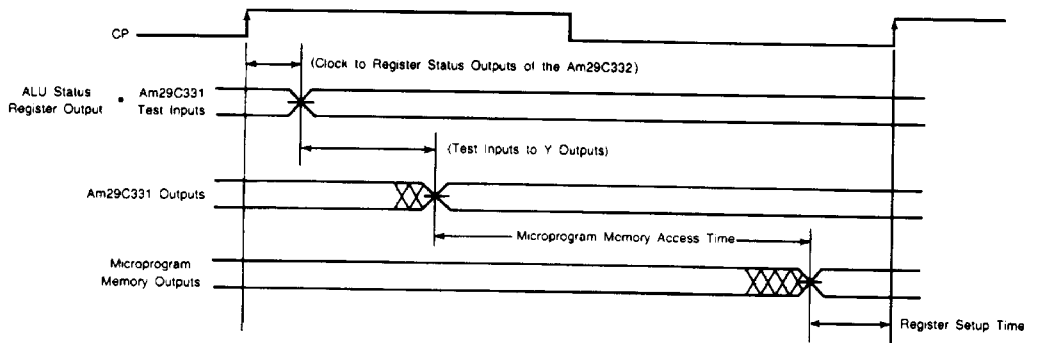 CP
(Clock to Register Status Outputs of the Am29C332)
ALU Status Register Output • Am29C331 Test Inputs
(Test Inputs to Y Outputs)
Am29C331 Outputs
Microprogram Memory Access Time
Microprogram
Memory Outputs
Register Setup Time